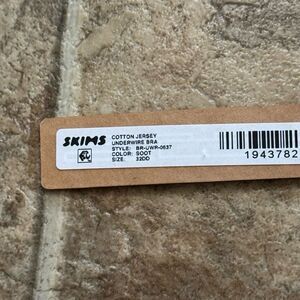 SKIMS
COTTON JERSEY
UNDERWIRE BRA
STYLE: BR-UWR-0637
COLOR: SOOT
SIZE: 32DD
1943782